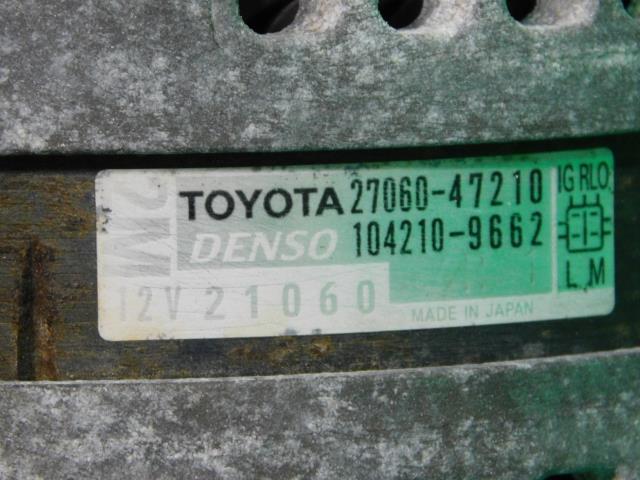 TOYOTA 27060-47210
DENSO 104210-9662
12V 21060
MADE IN JAPAN
IG RLO
L M